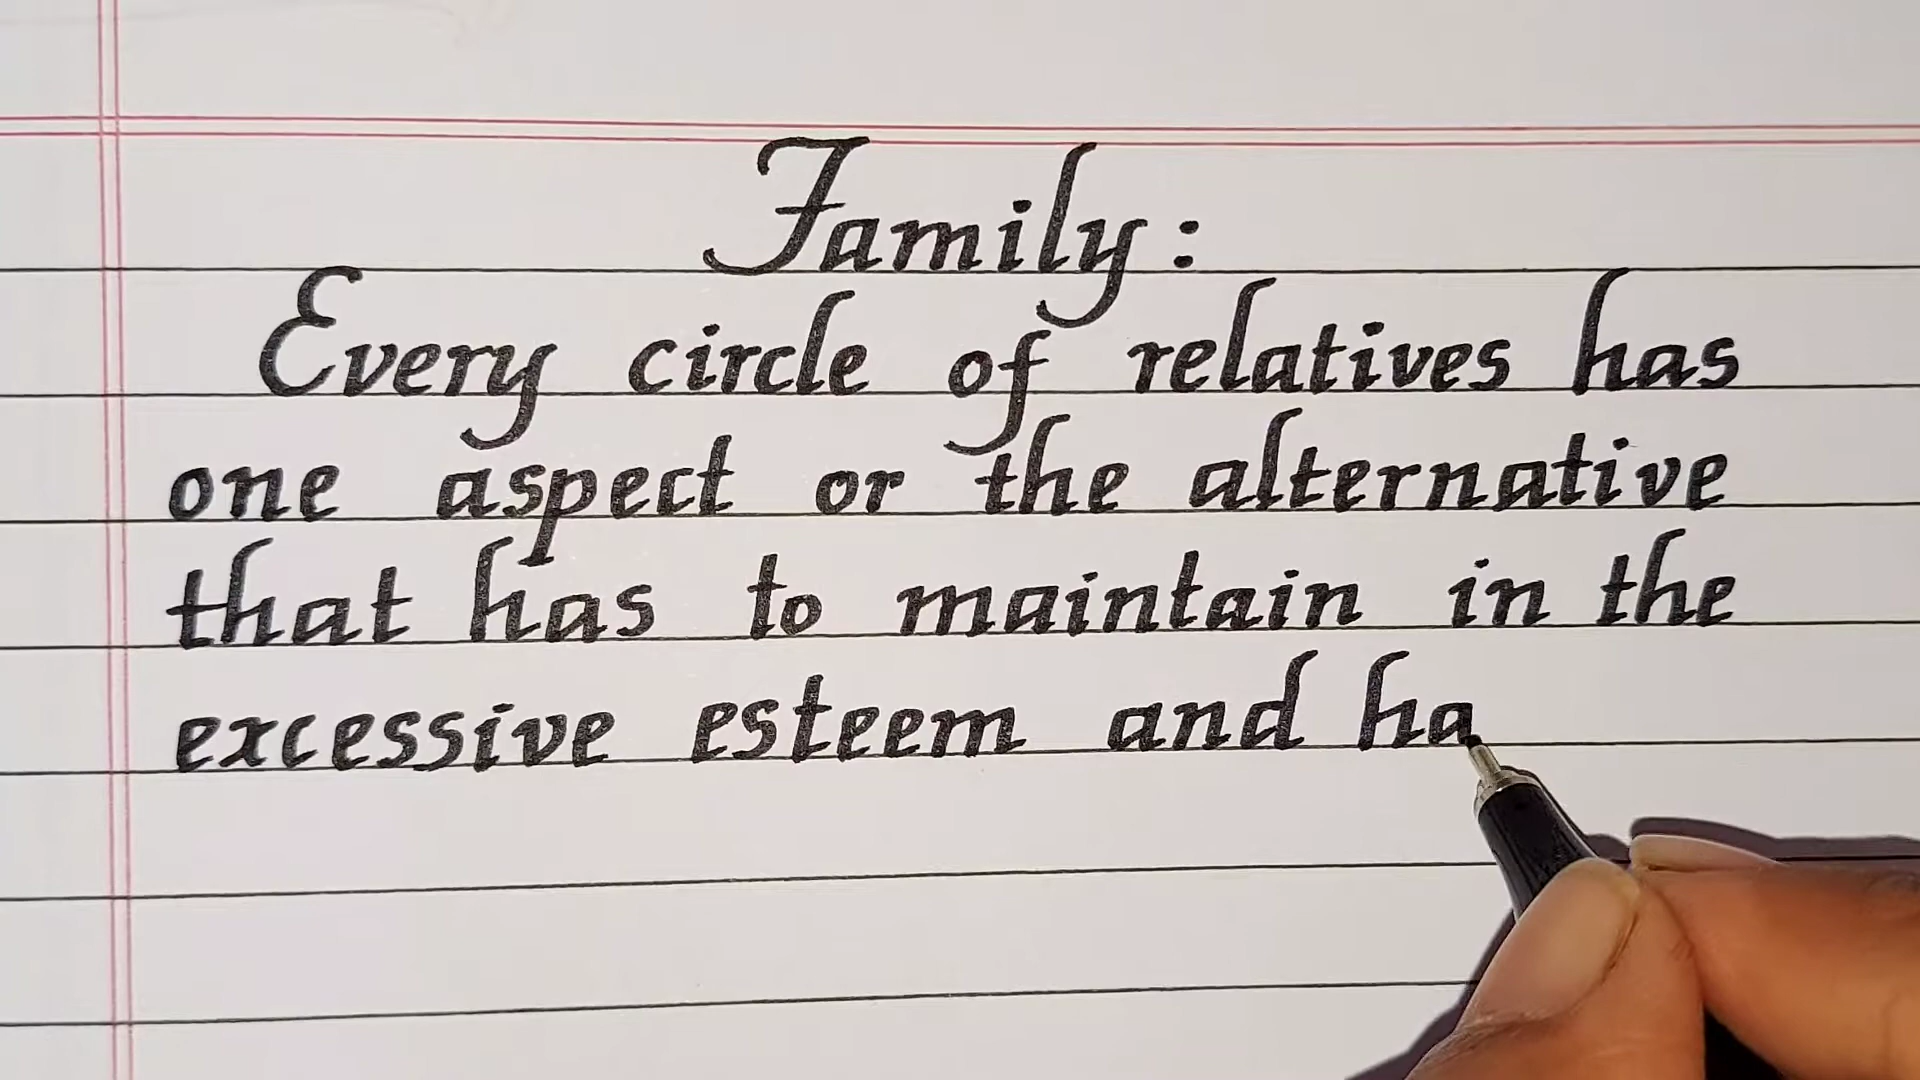 Family:
Every circle of relatives has
one aspect or the alternative
that has to maintain in the
excessive esteem and ha